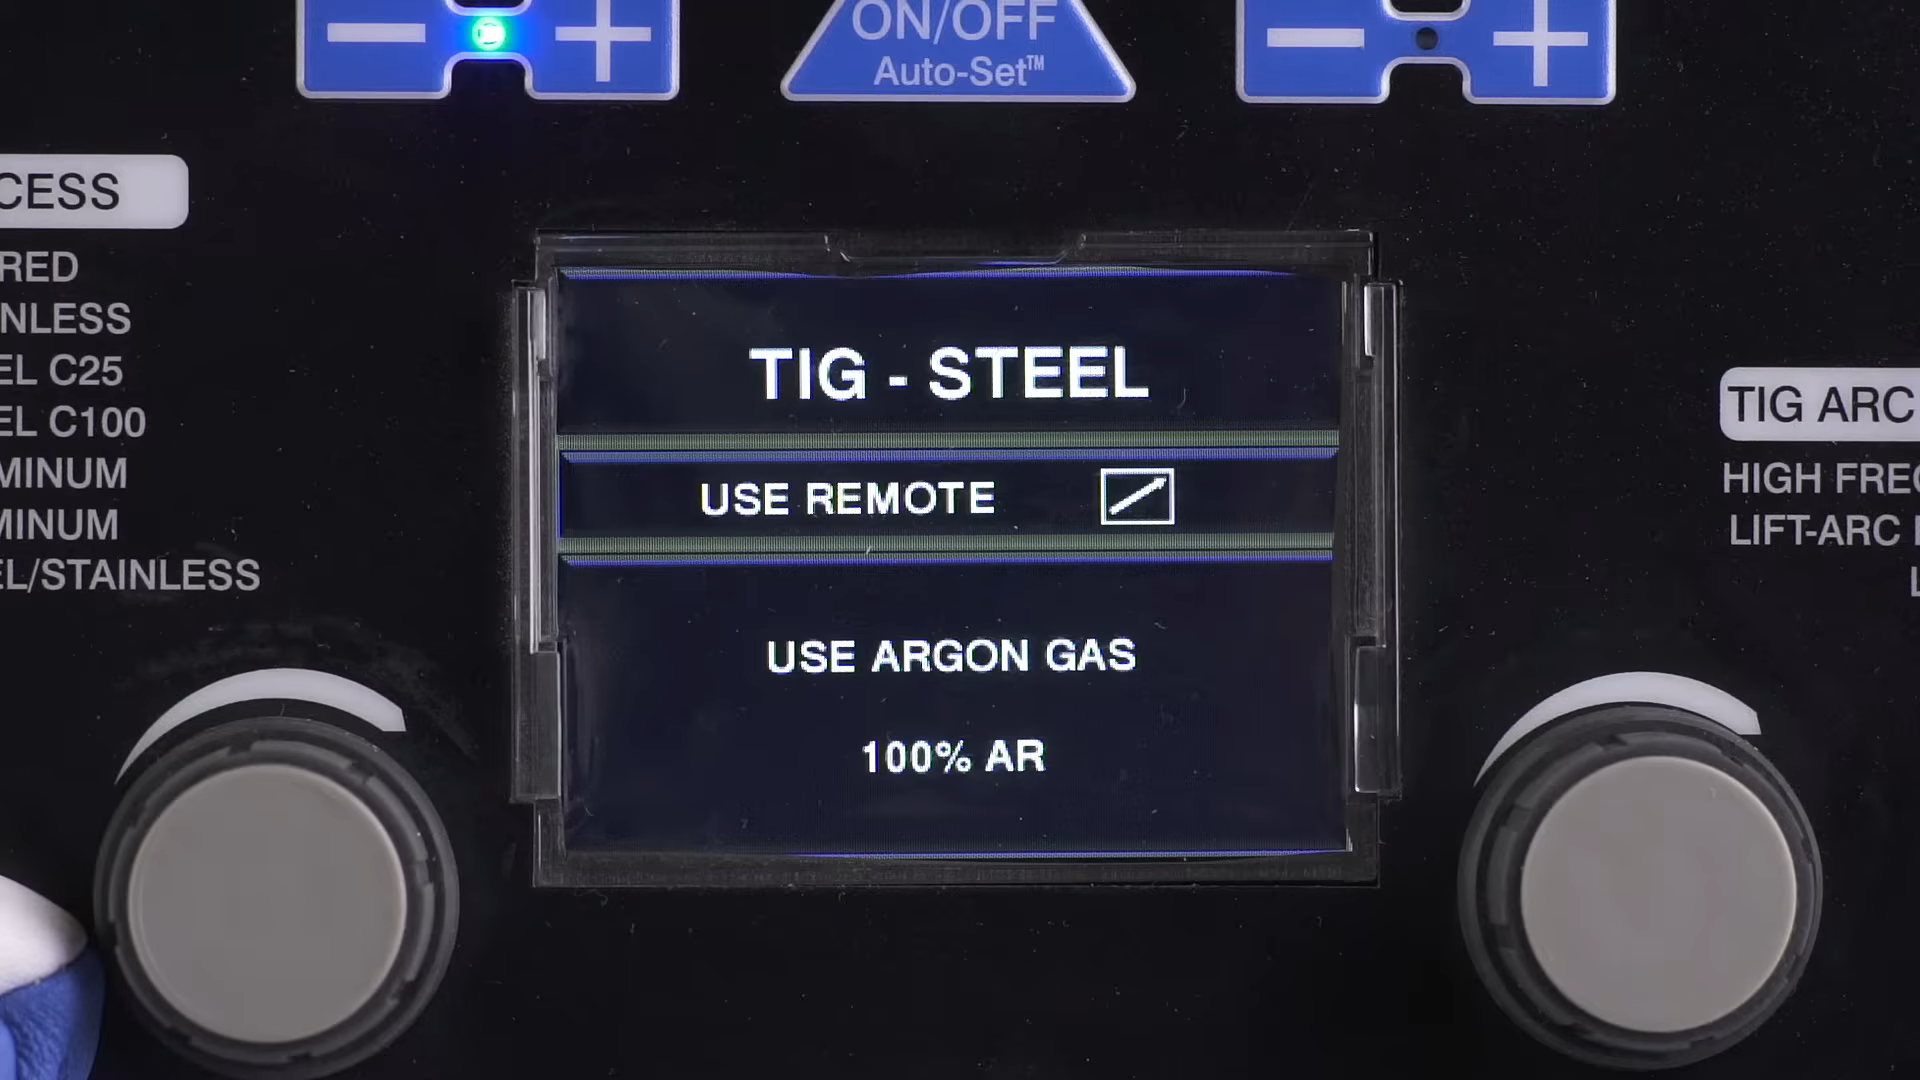 − +
ON/OFF
Auto-Set™
− +
CESS
RED
NLESS
EL C25
EL C100
MINUM
MINUM
EL/STAINLESS
TIG - STEEL
USE REMOTE
USE ARGON GAS
100% AR
TIG ARC
HIGH FREQ
LIFT-ARC
L